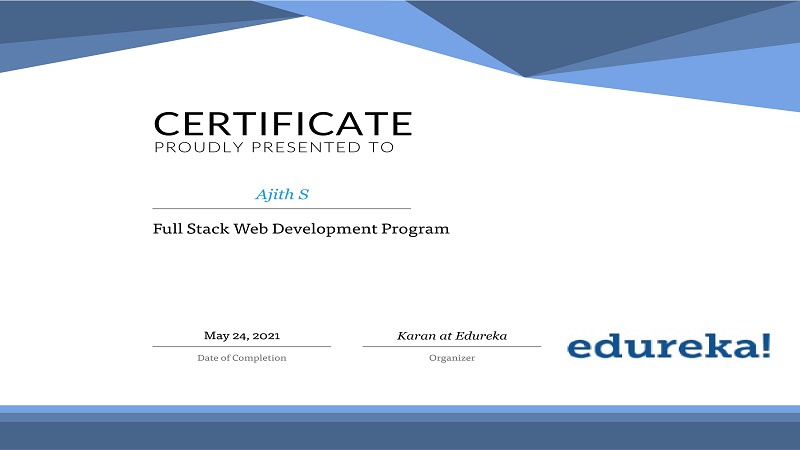 CERTIFICATE
PROUDLY PRESENTED TO
Ajith S
Full Stack Web Development Program
May 24, 2021
Date of Completion
Karan at Edureka
Organizer
edureka!